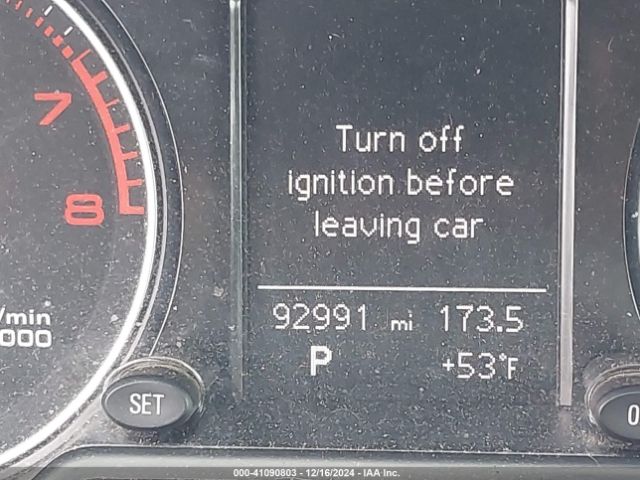 7
8
/min
000
Turn off
ignition before
leaving car
92991 mi 173.5
P +53°F
SET
000-41090803 - 12/16/2024 - IAA Inc.